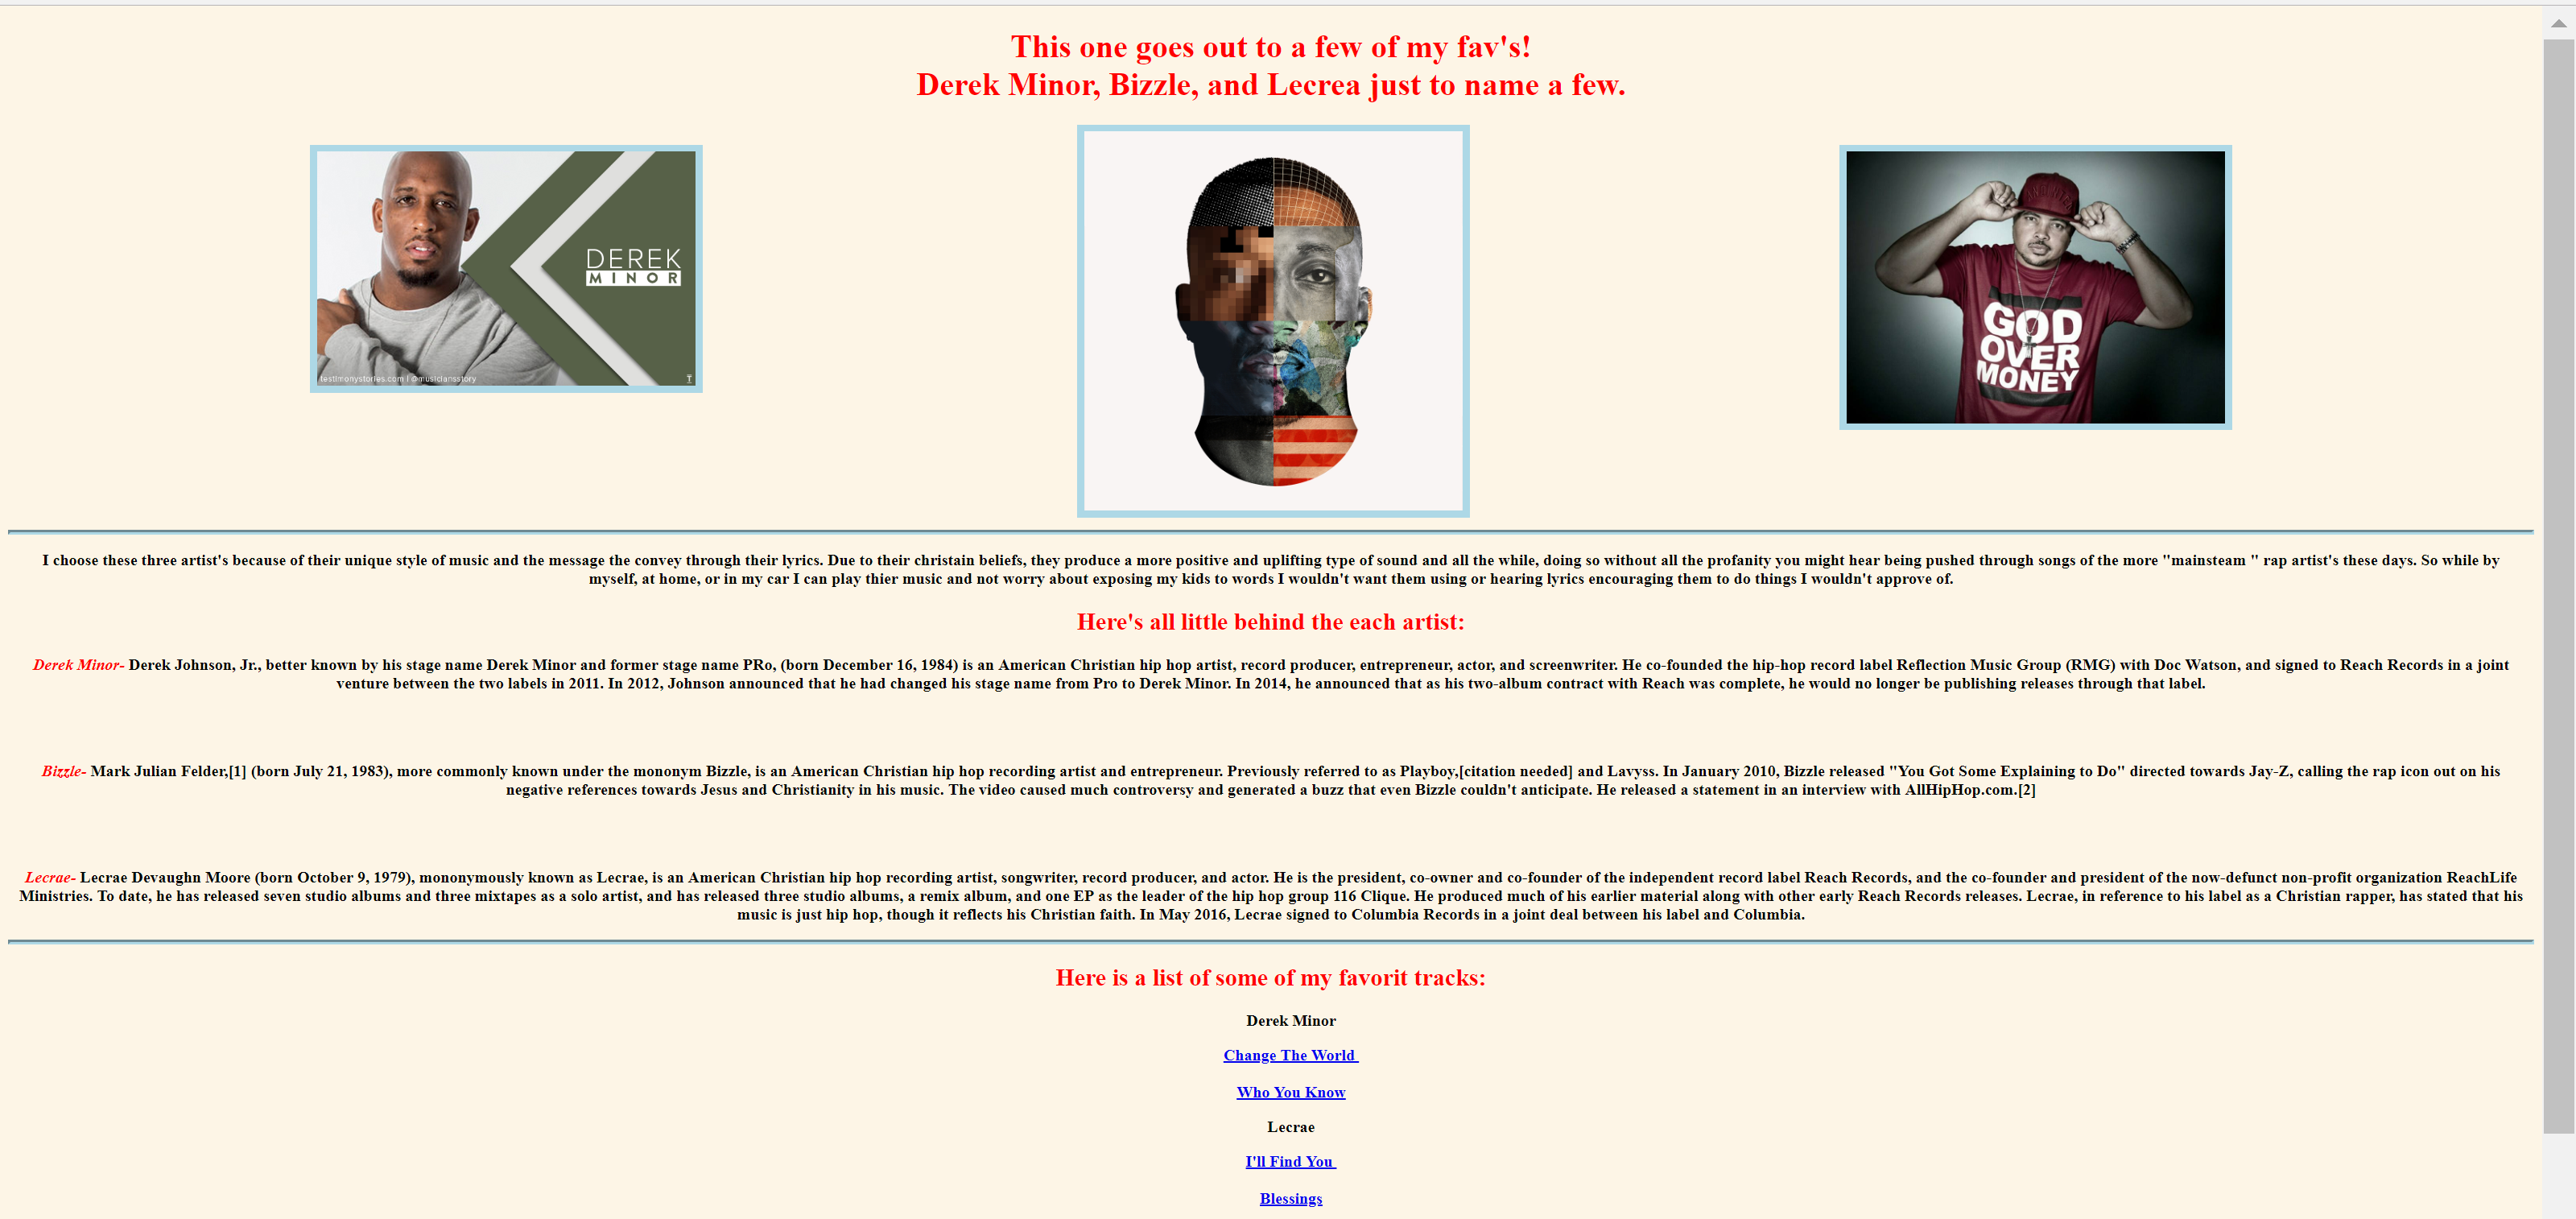 This one goes out to a few of my fav's!
Derek Minor, Bizzle, and Lecrea just to name a few.
DEREK
MINOR
testimonystories.com | @musiciansstory
GOD
OVER
MONEY
I choose these three artist's because of their unique style of music and the message the convey through their lyrics. Due to their christain beliefs, they produce a more positive and uplifting type of sound and all the while, doing so without all the profanity you might hear being pushed through songs of the more "mainsteam " rap artist's these days. So while by
myself, at home, or in my car I can play thier music and not worry about exposing my kids to words I wouldn't want them using or hearing lyrics encouraging them to do things I wouldn't approve of.
Here's all little behind the each artist:
Derek Minor- Derek Johnson, Jr., better known by his stage name Derek Minor and former stage name PRo, (born December 16, 1984) is an American Christian hip hop artist, record producer, entrepreneur, actor, and screenwriter. He co-founded the hip-hop record label Reflection Music Group (RMG) with Doc Watson, and signed to Reach Records in a joint
venture between the two labels in 2011. In 2012, Johnson announced that he had changed his stage name from Pro to Derek Minor. In 2014, he announced that as his two-album contract with Reach was complete, he would no longer be publishing releases through that label.
Bizzle- Mark Julian Felder,[1] (born July 21, 1983), more commonly known under the mononym Bizzle, is an American Christian hip hop recording artist and entrepreneur. Previously referred to as Playboy,[citation needed] and Lavyss. In January 2010, Bizzle released "You Got Some Explaining to Do" directed towards Jay-Z, calling the rap icon out on his
negative references towards Jesus and Christianity in his music. The video caused much controversy and generated a buzz that even Bizzle couldn't anticipate. He released a statement in an interview with AllHipHop.com.[2]
Lecrae- Lecrae Devaughn Moore (born October 9, 1979), mononymously known as Lecrae, is an American Christian hip hop recording artist, songwriter, record producer, and actor. He is the president, co-owner and co-founder of the independent record label Reach Records, and the co-founder and president of the now-defunct non-profit organization ReachLife
Ministries. To date, he has released seven studio albums and three mixtapes as a solo artist, and has released three studio albums, a remix album, and one EP as the leader of the hip hop group 116 Clique. He produced much of his earlier material along with other early Reach Records releases. Lecrae, in reference to his label as a Christian rapper, has stated that his
music is just hip hop, though it reflects his Christian faith. In May 2016, Lecrae signed to Columbia Records in a joint deal between his label and Columbia.
Here is a list of some of my favorit tracks:
Derek Minor
Change The World
Who You Know
Lecrae
I'll Find You
Blessings